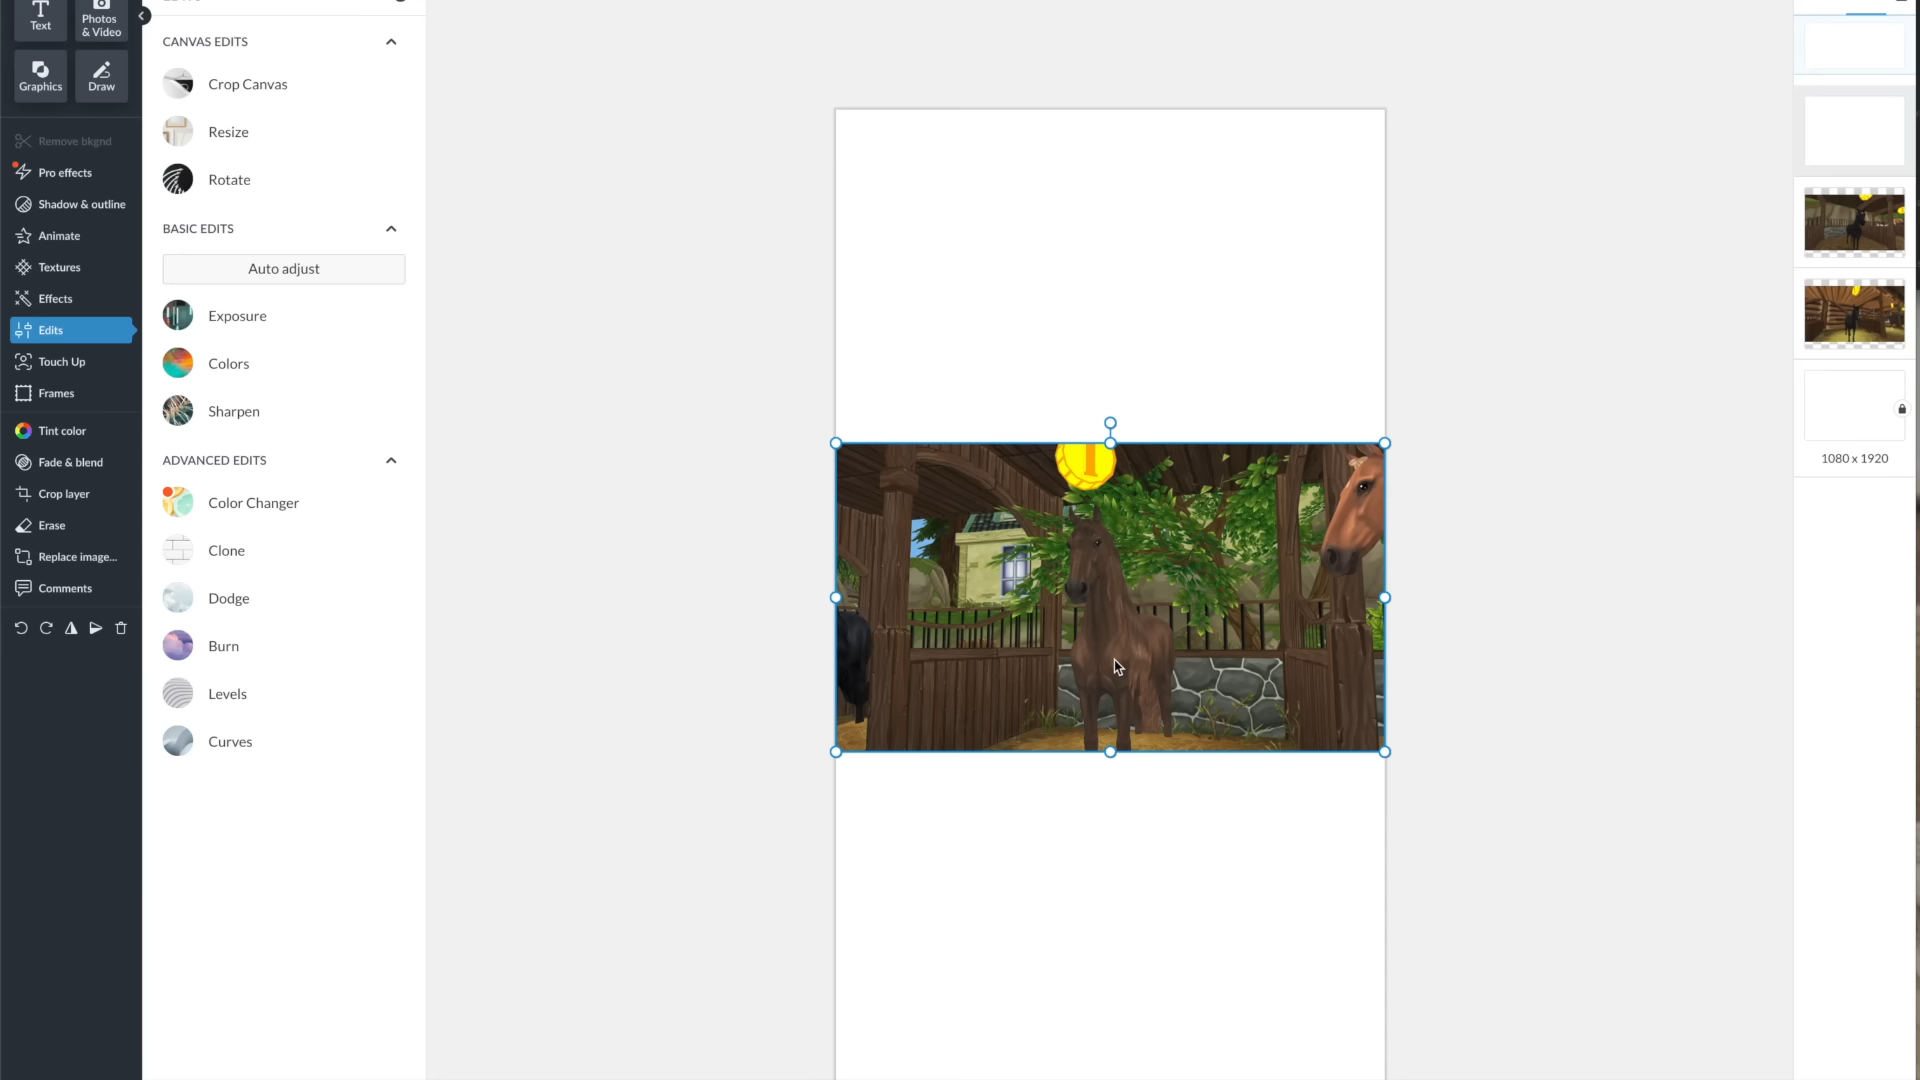 Text
Photos
& Video
Graphics
Draw
Remove bkgnd
Pro effects
Shadow & outline
Animate
Textures
Effects
Edits
Touch Up
Frames
Tint color
Fade & blend
Crop layer
Erase
Replace image...
Comments
CANVAS EDITS
Crop Canvas
Resize
Rotate
BASIC EDITS
Auto adjust
Exposure
Colors
Sharpen
ADVANCED EDITS
Color Changer
Clone
Dodge
Burn
Levels
Curves
1080 x 1920